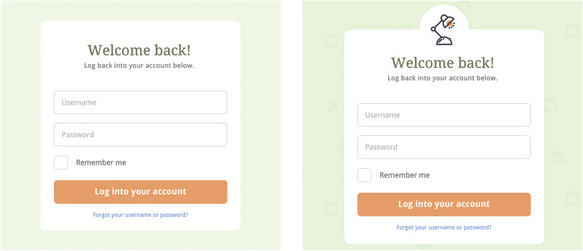 Welcome back!
Log back into your account below.
Username
Password
Remember me
Log into your account
Forgot your username or password?
Welcome back!
Log back into your account below.
Username
Password
Remember me
Log into your account
Forgot your username or password?